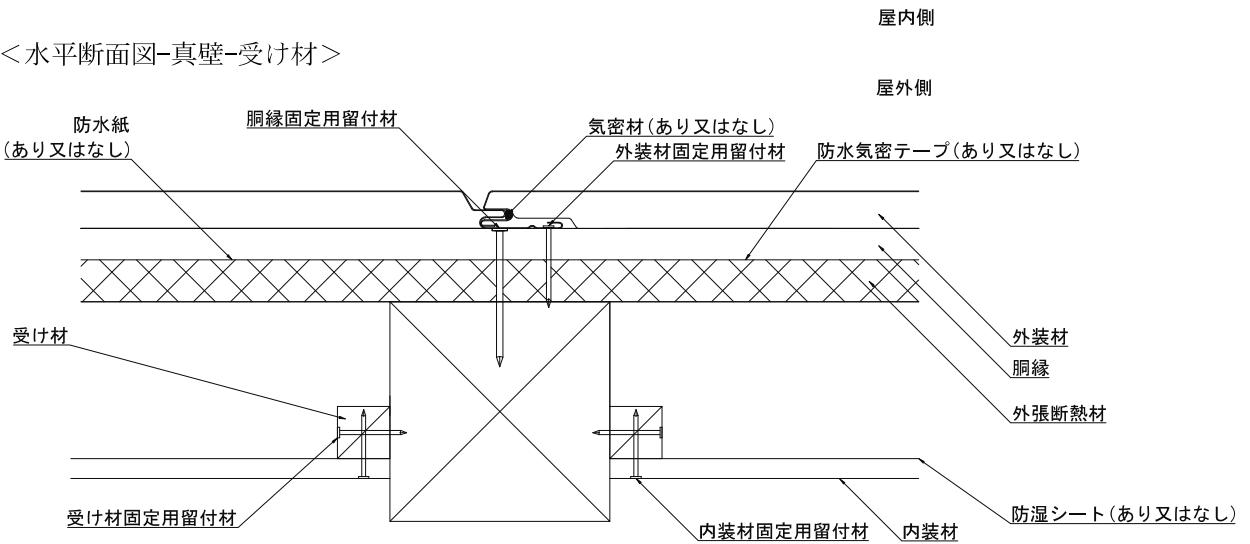 屋内側
<水平断面図-真壁-受け材>
屋外側
防水紙
(あり又はなし)
胴縁固定用留付材
気密材(あり又はなし)
外装材固定用留付材
防水気密テープ(あり又はなし)
受け材
外装材
胴縁
外張断熱材
受け材固定用留付材
内装材固定用留付材
内装材
防湿シート(あり又はなし)